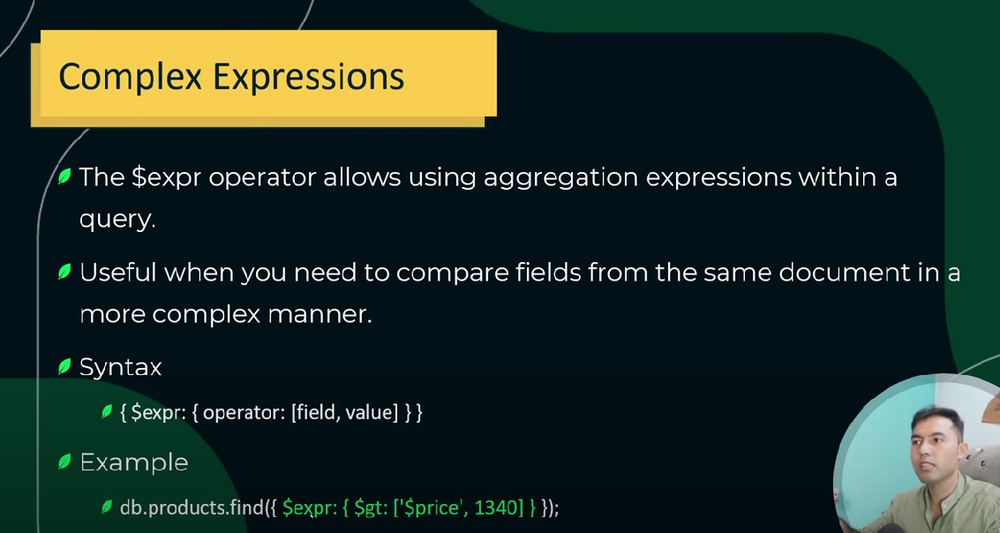 Complex Expressions
The $expr operator allows using aggregation expressions within a
query.
Useful when you need to compare fields from the same document in a
more complex manner.
Syntax
{ $expr: { operator: [field, value] } }
Example
db.products.find({ $expr: { $gt: ['$price', 1340] } });